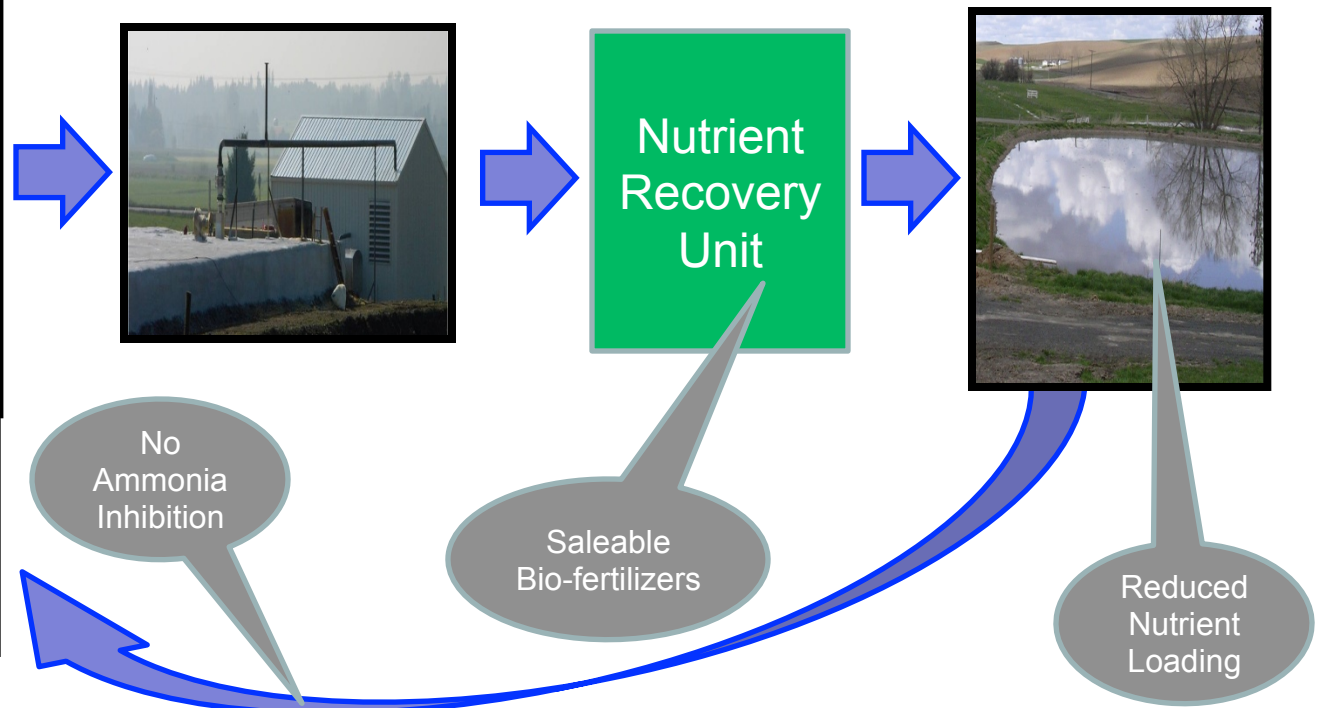 Nutrient
Recovery
Unit
No
Ammonia
Inhibition
Saleable
Bio-fertilizers
Reduced
Nutrient
Loading